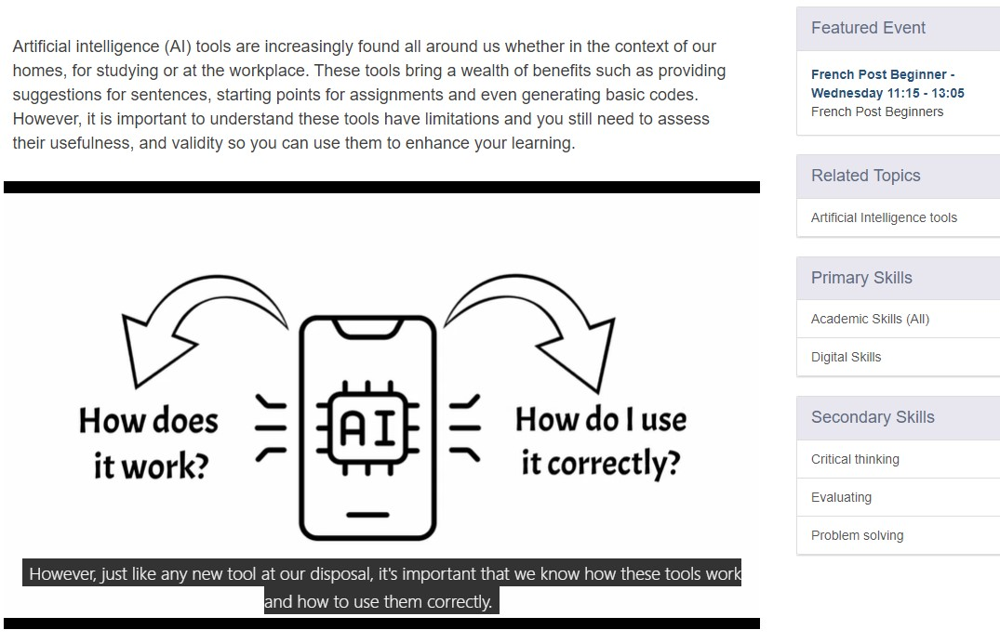 Artificial intelligence (AI) tools are increasingly found all around us whether in the context of our
homes, for studying or at the workplace. These tools bring a wealth of benefits such as providing
suggestions for sentences, starting points for assignments and even generating basic codes.
However, it is important to understand these tools have limitations and you still need to assess
their usefulness, and validity so you can use them to enhance your learning.
How does
it work?
AI
How do I use
it correctly?
However, just like any new tool at our disposal, it's important that we know how these tools work
and how to use them correctly.
Featured Event
French Post Beginner -
Wednesday 11:15 - 13:05
French Post Beginners
Related Topics
Artificial Intelligence tools
Primary Skills
Academic Skills (All)
Digital Skills
Secondary Skills
Critical thinking
Evaluating
Problem solving